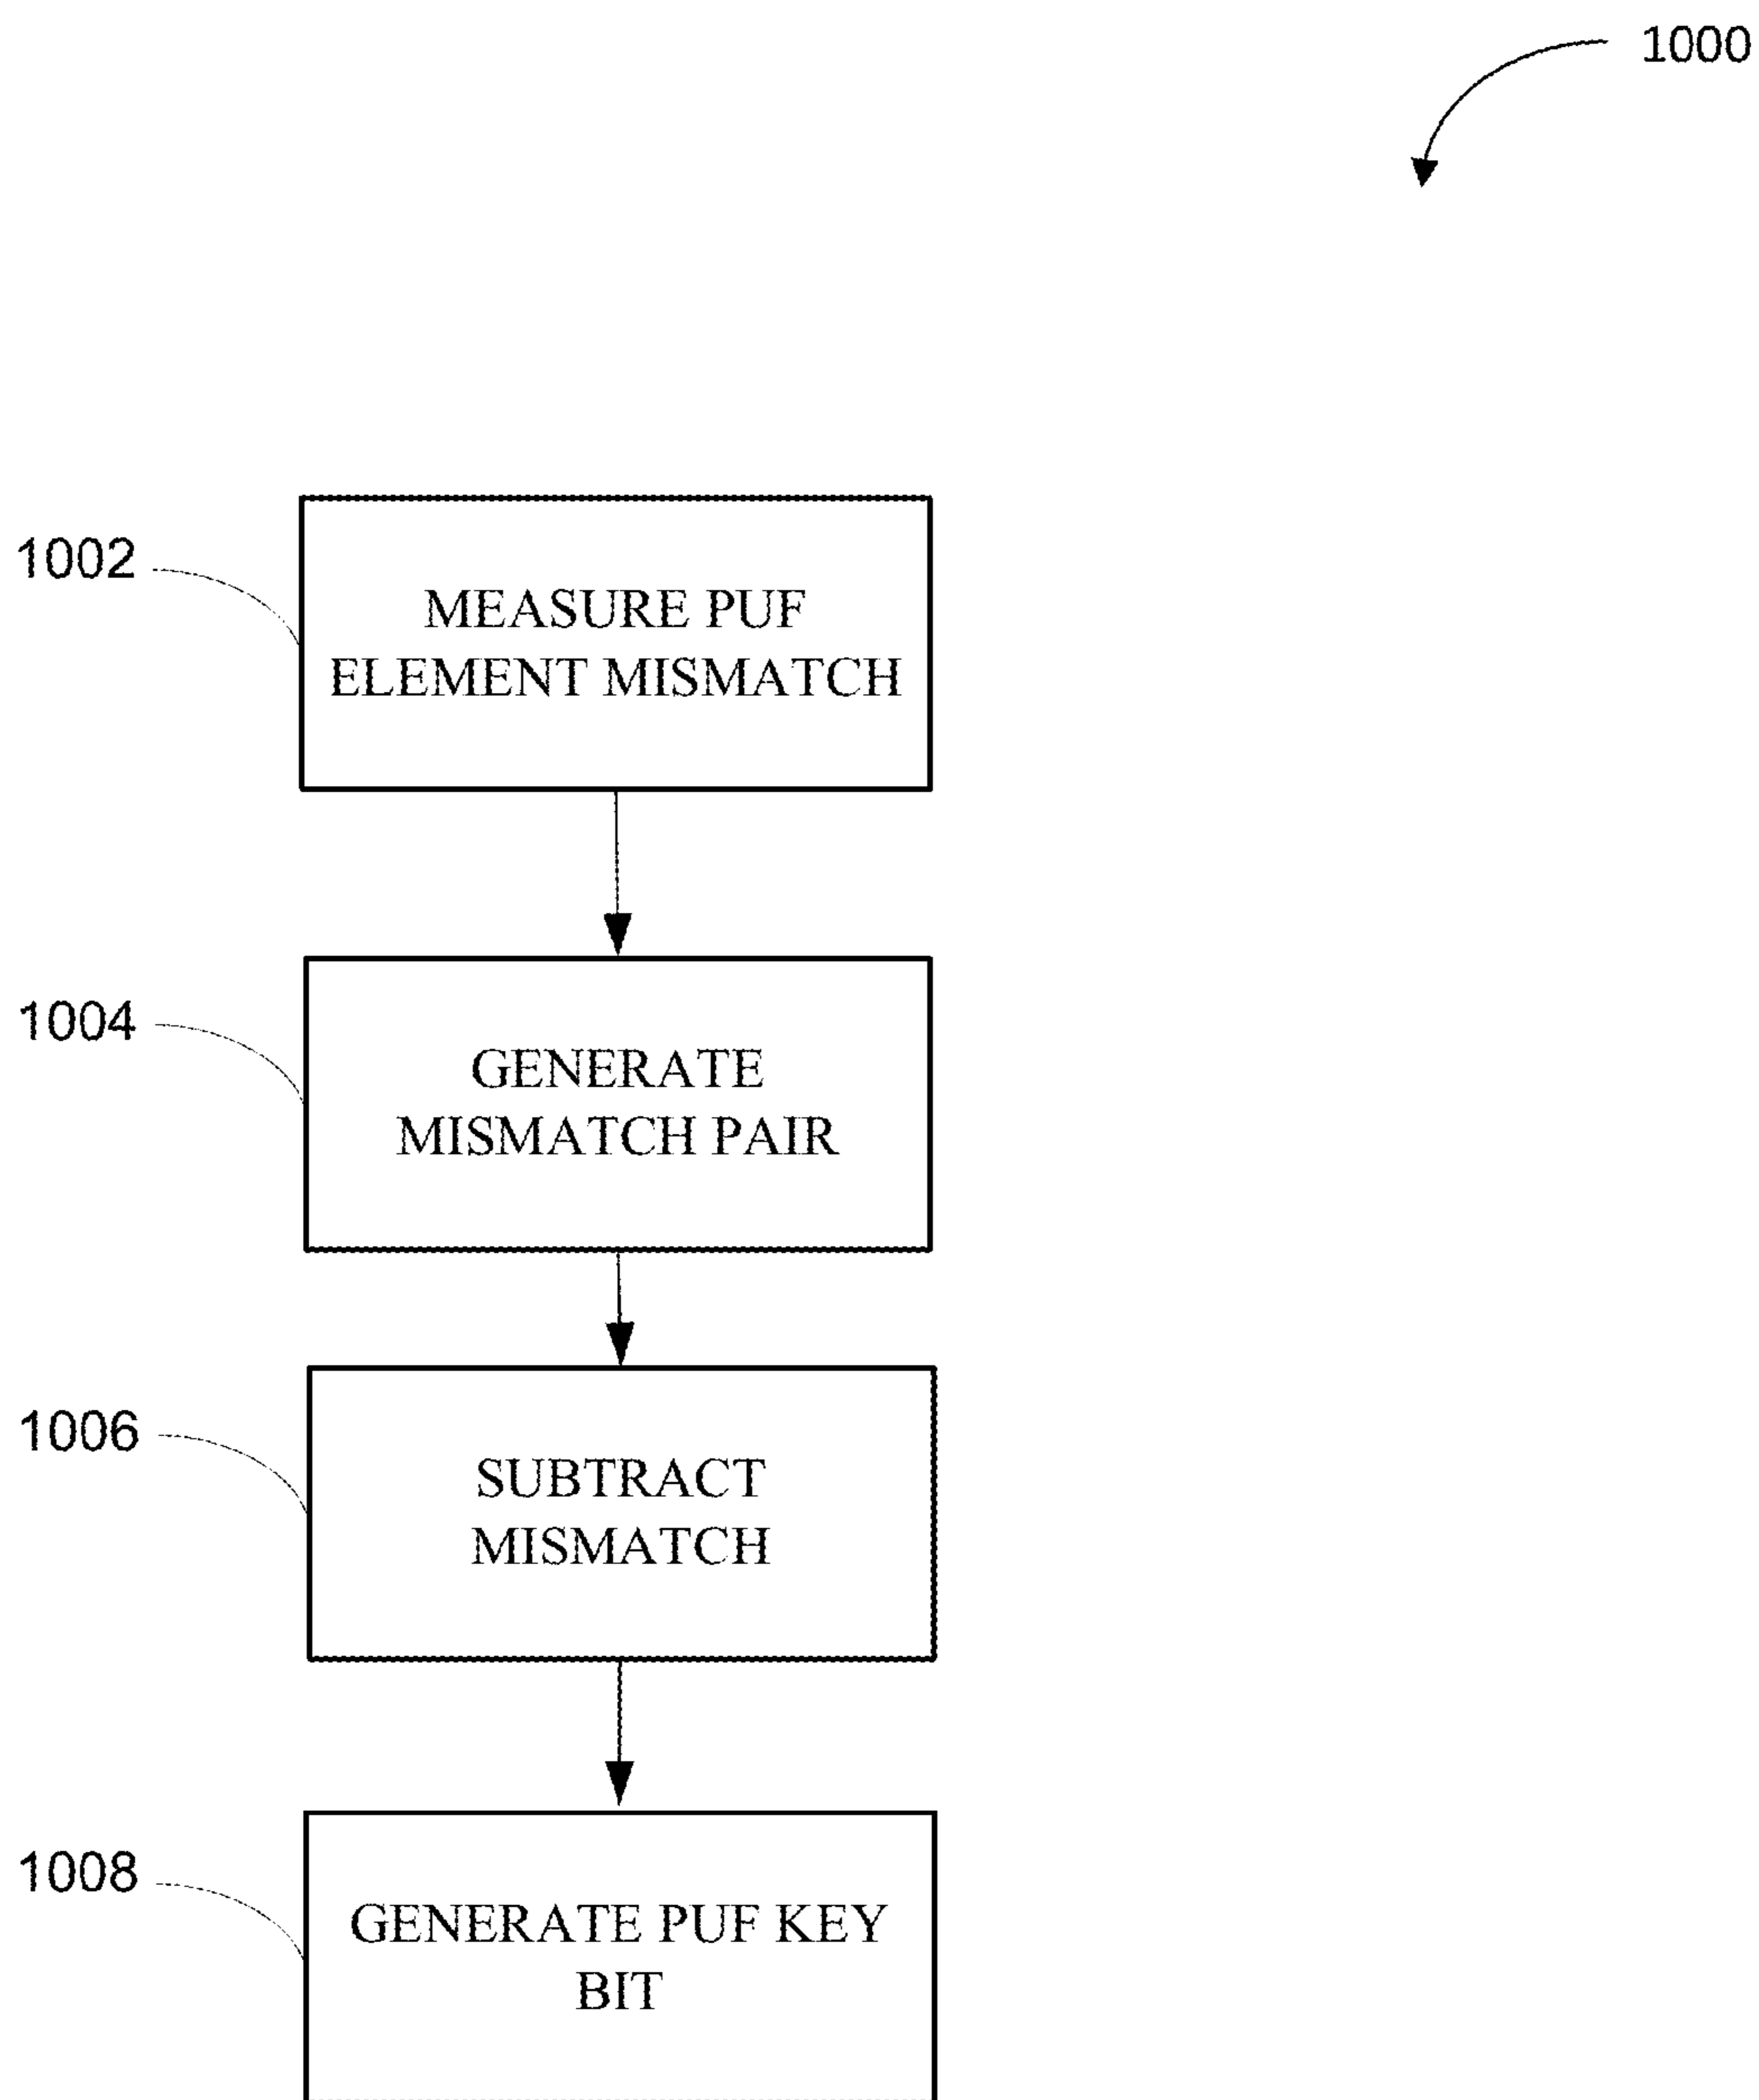 1000
1002
MEASURE PUF
ELEMENT MISMATCH
1004
GENERATE
MISMATCH PAIR
1006
SUBTRACT
MISMATCH
1008
GENERATE PUF KEY
BIT